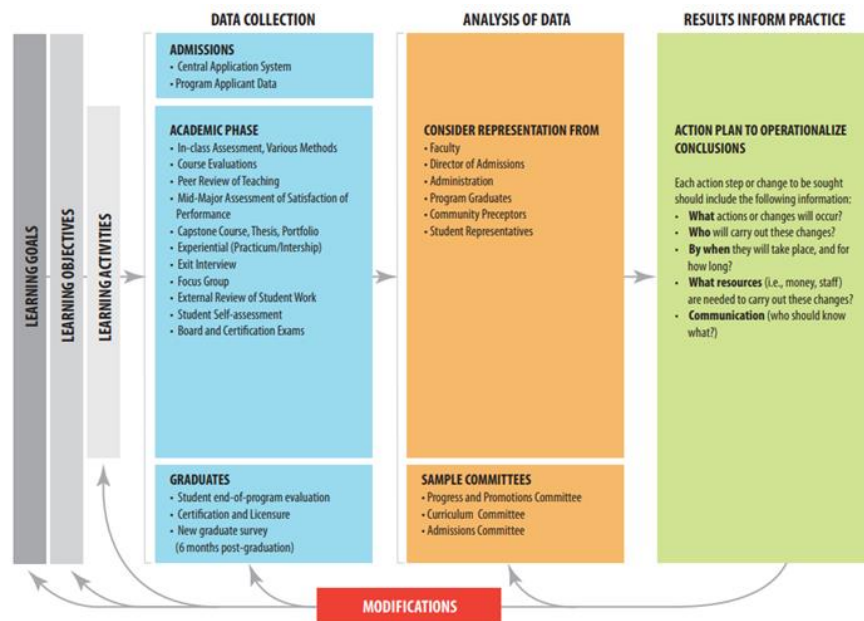 LEARNING GOALS
LEARNING OBJECTIVES
LEARNING ACTIVITIES
DATA COLLECTION
ADMISSIONS
• Central Application System
• Program Applicant Data
ACADEMIC PHASE
• In-class Assessment, Various Methods
• Course Evaluations
• Peer Review of Teaching
• Mid-Major Assessment of Satisfaction of
Performance
• Capstone Course, Thesis, Portfolio
• Experiential (Practicum/Intership)
• Exit Interview
• Focus Group
• External Review of Student Work
• Student Self-assessment
• Board and Certification Exams
GRADUATES
• Student end-of-program evaluation
• Certification and Licensure
• New graduate survey
(6 months post-graduation)
ANALYSIS OF DATA
CONSIDER REPRESENTATION FROM
• Faculty
• Director of Admissions
• Administration
• Program Graduates
• Community Preceptors
• Student Representatives
SAMPLE COMMITTEES
• Progress and Promotions Committee
• Curriculum Committee
• Admissions Committee
RESULTS INFORM PRACTICE
ACTION PLAN TO OPERATIONALIZE
CONCLUSIONS
Each action step or change to be sought
should include the following information:
• What actions or changes will occur?
• Who will carry out these changes?
• By when they will take place, and for
how long?
• What resources (i.e., money, staff)
are needed to carry out these changes?
• Communication (who should know
what?)
MODIFICATIONS